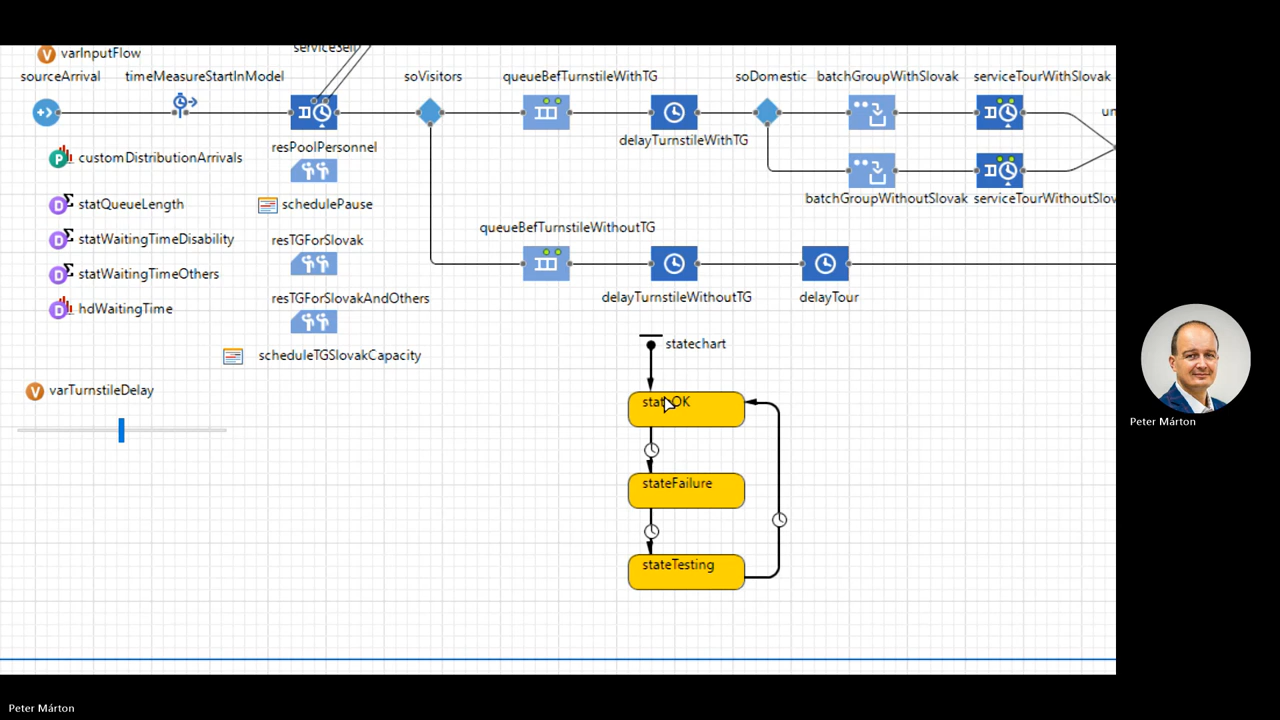 varInputFlow
serviceSell
sourceArrival
timeMeasureStartInModel
soVisitors
queueBefTurnstileWithTG
soDomestic
batchGroupWithSlovak
serviceTourWithSlovak
un
delayTurnstileWithTG
resPoolPersonnel
customDistributionArrivals
statQueueLength
schedulePause
batchGroupWithoutSlovak
serviceTourWithoutSlov
queueBefTurnstileWithoutTG
statWaitingTimeDisability
resTGForSlovak
statWaitingTimeOthers
hdWaitingTime
resTGForSlovakAndOthers
delayTurnstileWithoutTG
delayTour
statechart
scheduleTGSlovakCapacity
varTurnstileDelay
stateOK
stateFailure
stateTesting
Peter Márton
Peter Márton